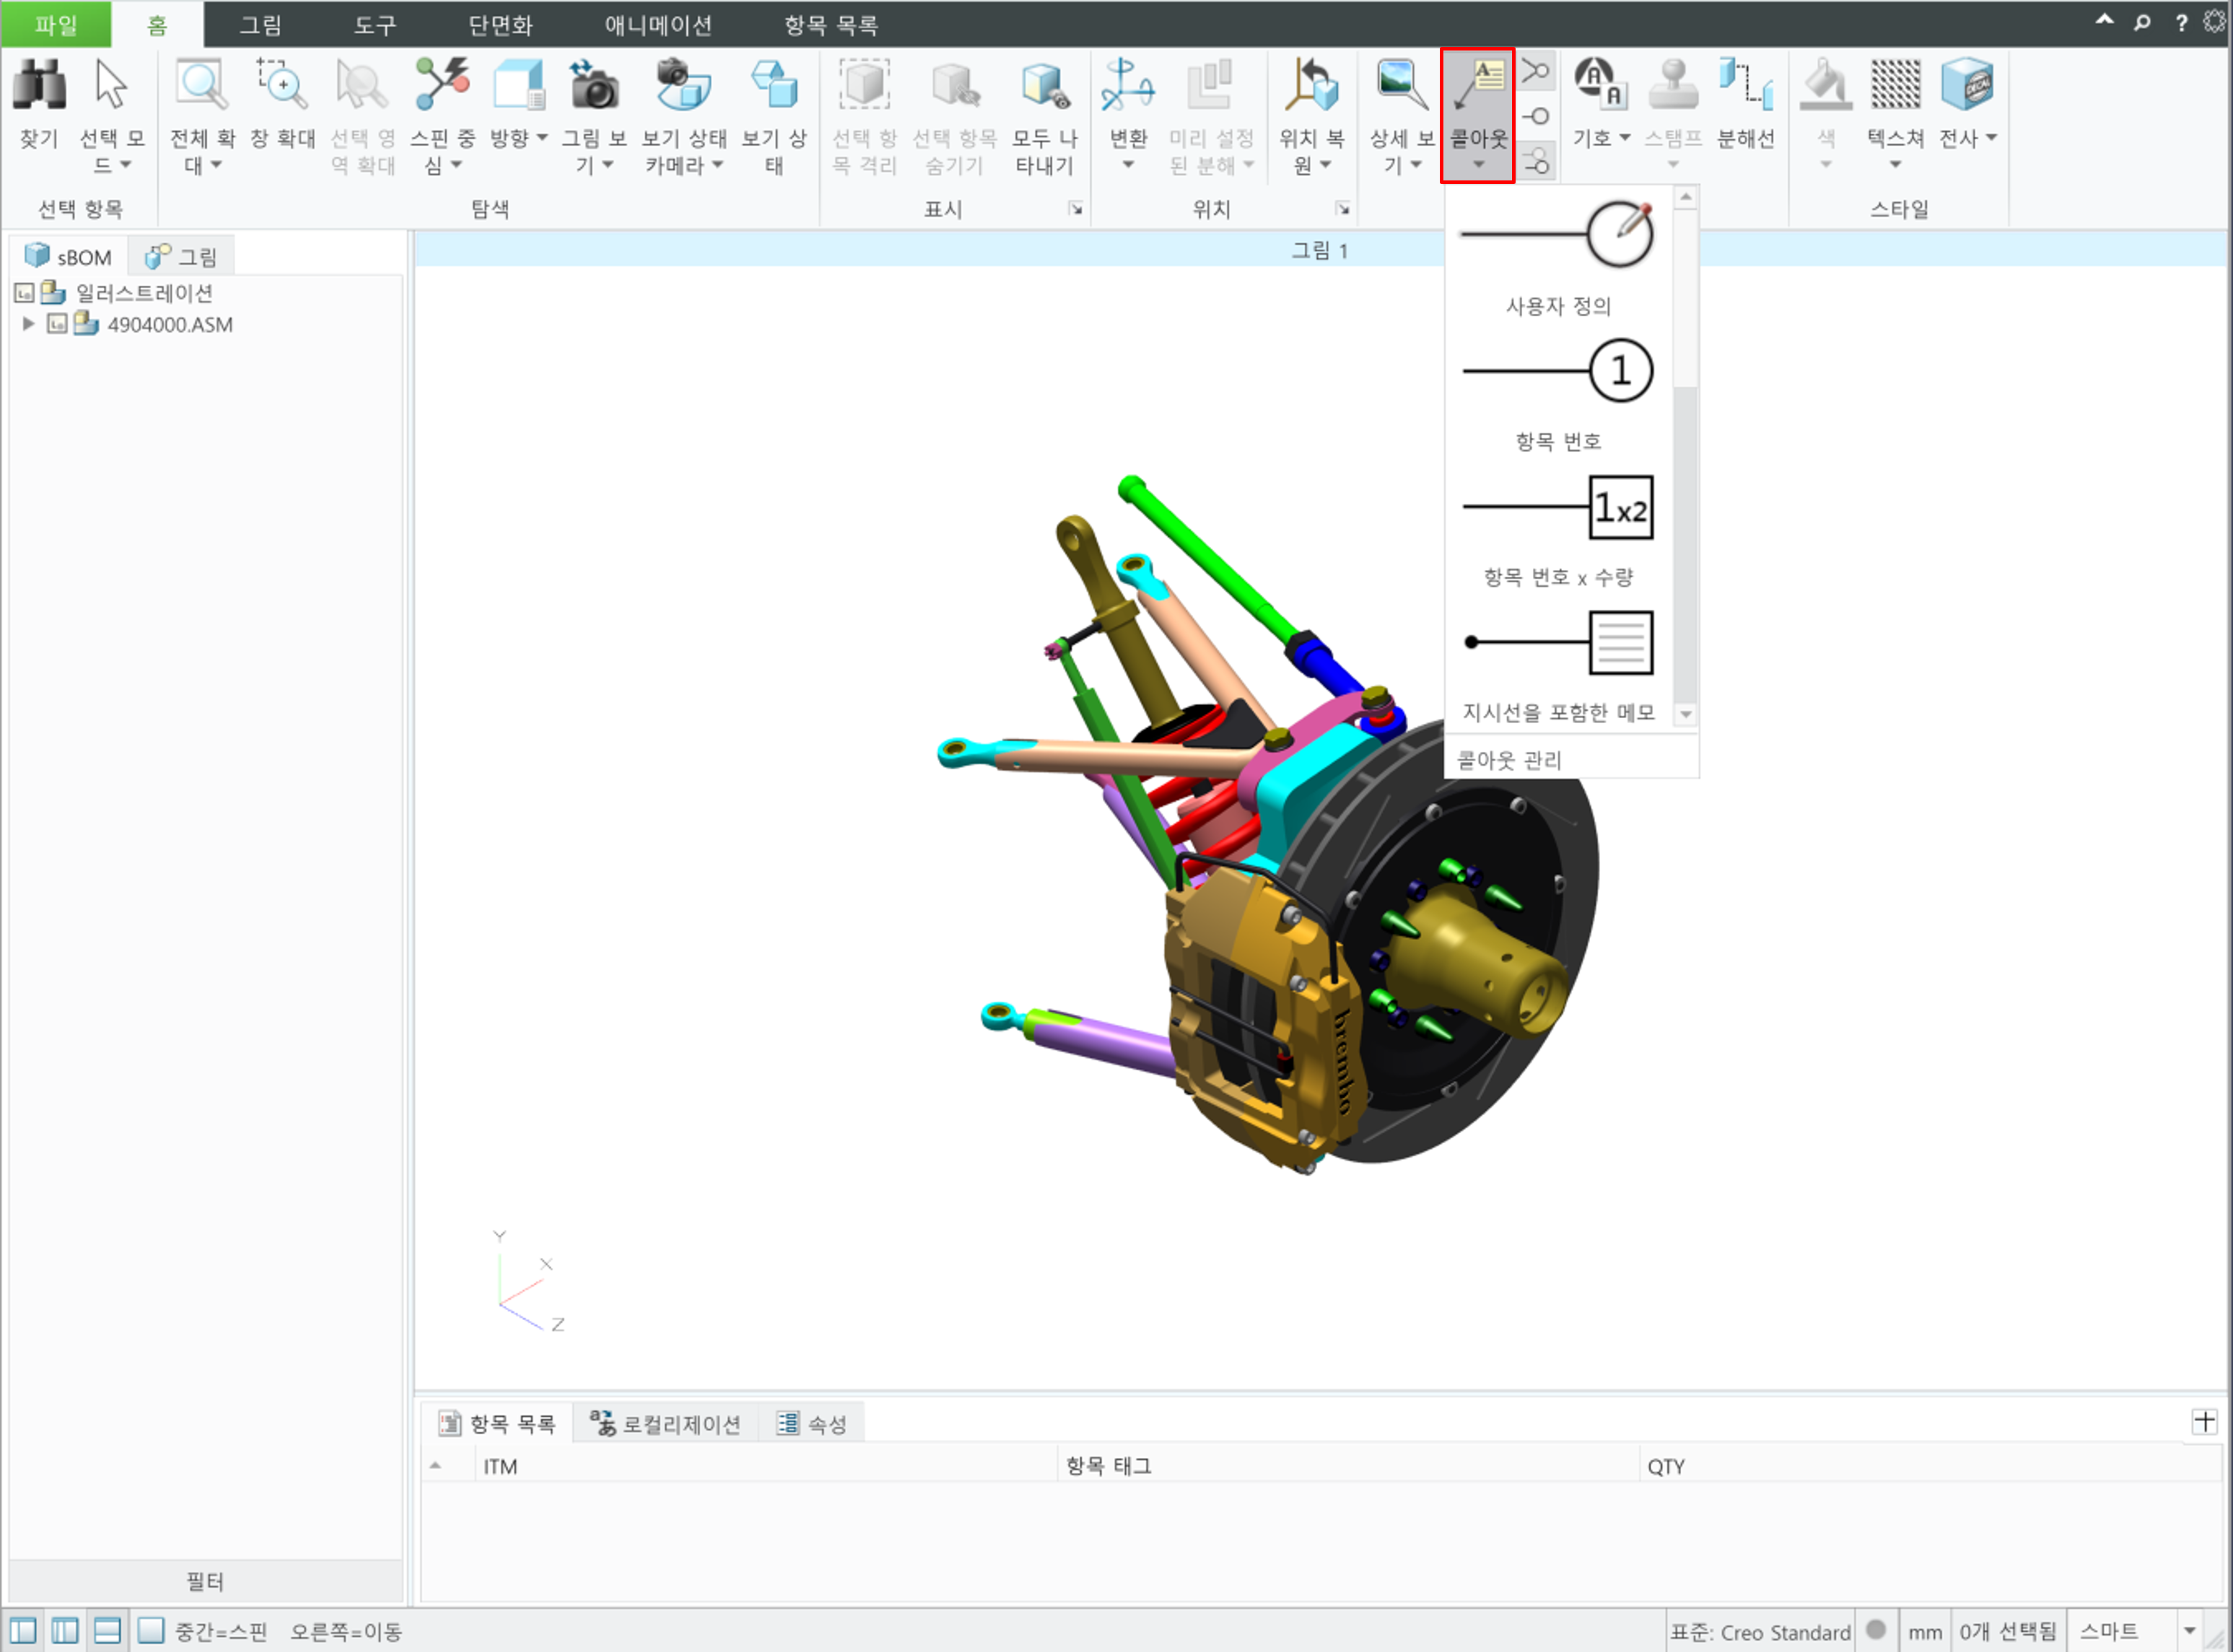 파일 홈 그림 도구 단면화 애니메이션 항목 목록
찾기
선택 모
드
전체 확
대
창 확대
선택 영
역 확대
스핀 중
심
방향
그림 보
기
보기 상태
카메라
보기 상
태
선택 항
목 격리
선택 항목
숨기기
모두 나
타내기
변환
미리 설정
된 분해
위치 복
원
상세 보
기
콜아웃
A
기호
A
A
스탬프
분해선
색
텍스쳐
전사
DECAL
선택 항목 탐색 표시 위치 스타일
sBOM 그림
일러스트레이션
4904000.ASM
그림 1
사용자 정의
1
항목 번호
1x2
항목 번호 x 수량
지시선을 포함한 메모
콜아웃 관리
brembo
Y
X
Z
항목 목록 로컬리제이션 속성
ITM 항목 태그 QTY
필터
중간=스핀 오른쪽=이동 표준: Creo Standard mm 0개 선택됨 스마트